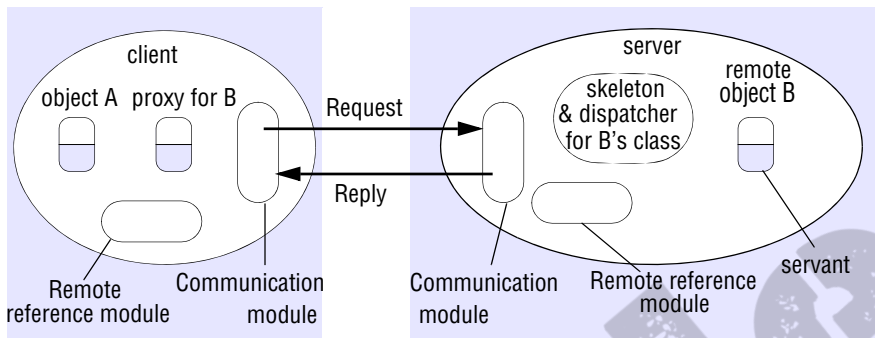 client
object A proxy for B
Remote
reference module
Communication
module
Request
Reply
server
skeleton
& dispatcher
for B's class
remote
object B
Communication
module
Remote reference
module
servant